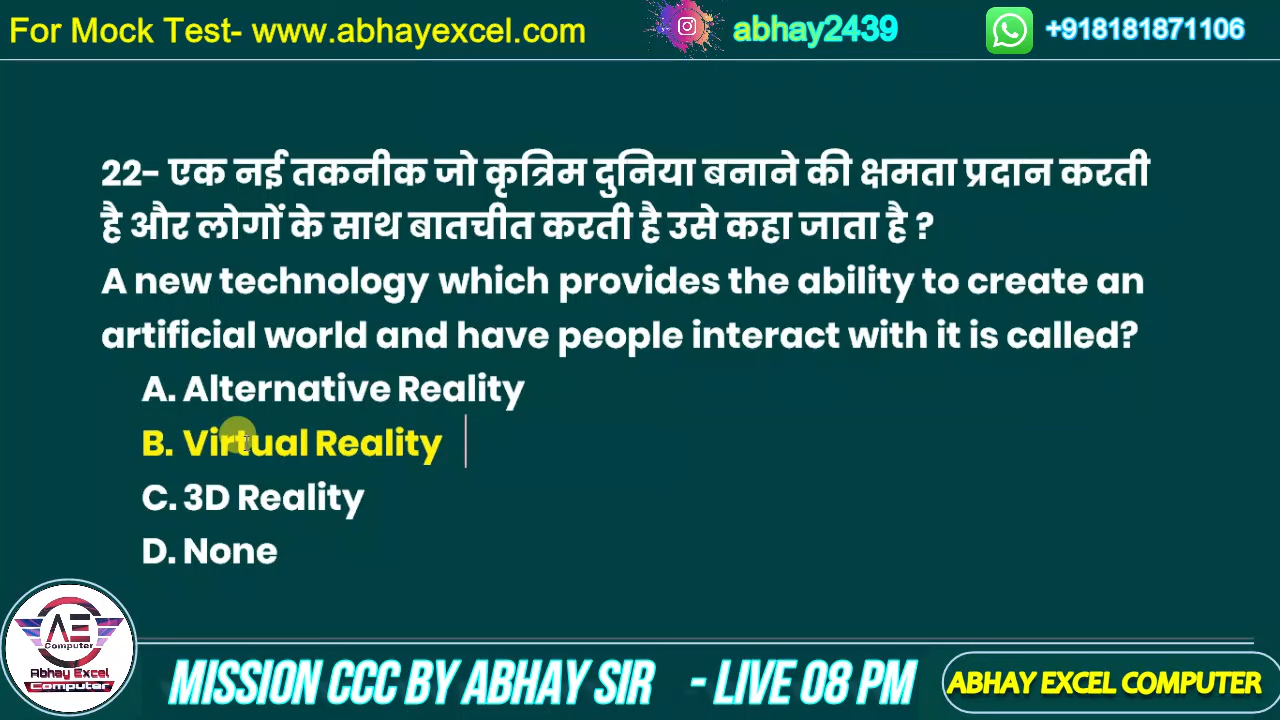 For Mock Test- www.abhayexcel.com
abhay2439
+918181871106
22- एक नई तकनीक जो कृत्रिम दुनिया बनाने की क्षमता प्रदान करती
है और लोगों के साथ बातचीत करती है उसे कहा जाता है ?
A new technology which provides the ability to create an
artificial world and have people interact with it is called?
A. Alternative Reality
B. Virtual Reality
C. 3D Reality
D. None
AE
Computer
Abhay Excel
Computer
MISSION CCC BY ABHAY SIR - LIVE 08 PM
ABHAY EXCEL COMPUTER